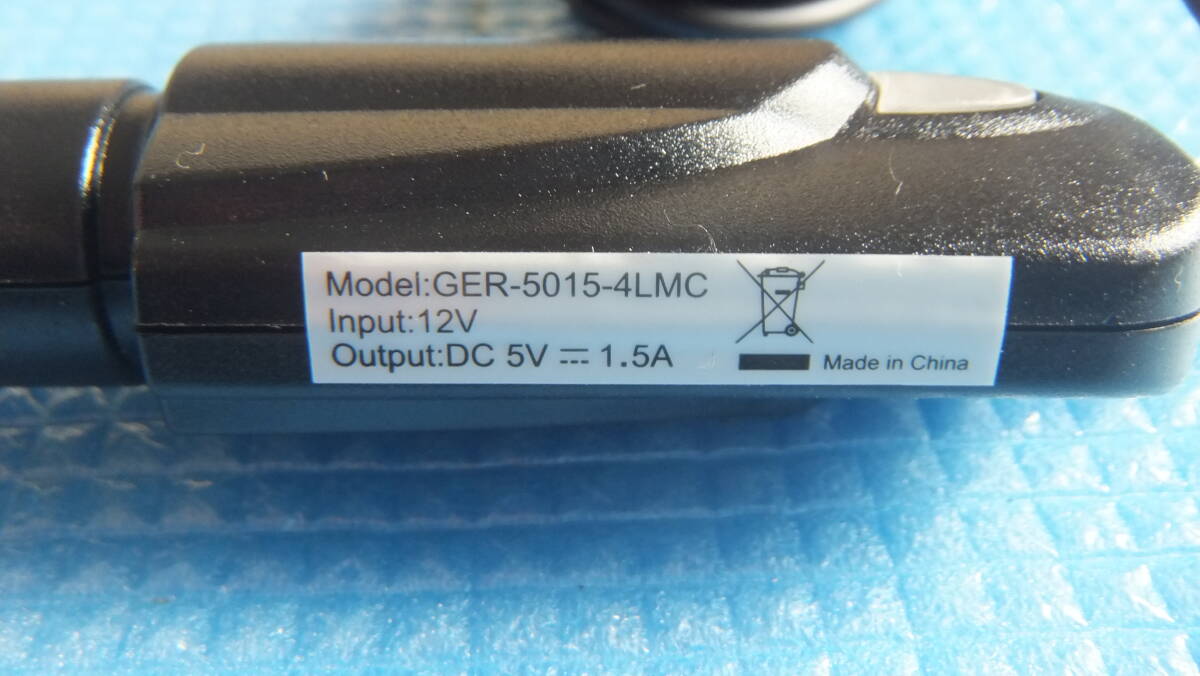 Model:GER-5015-4LMC
Input:12V
Output:DC 5V ⎓ 1.5A
Made in China